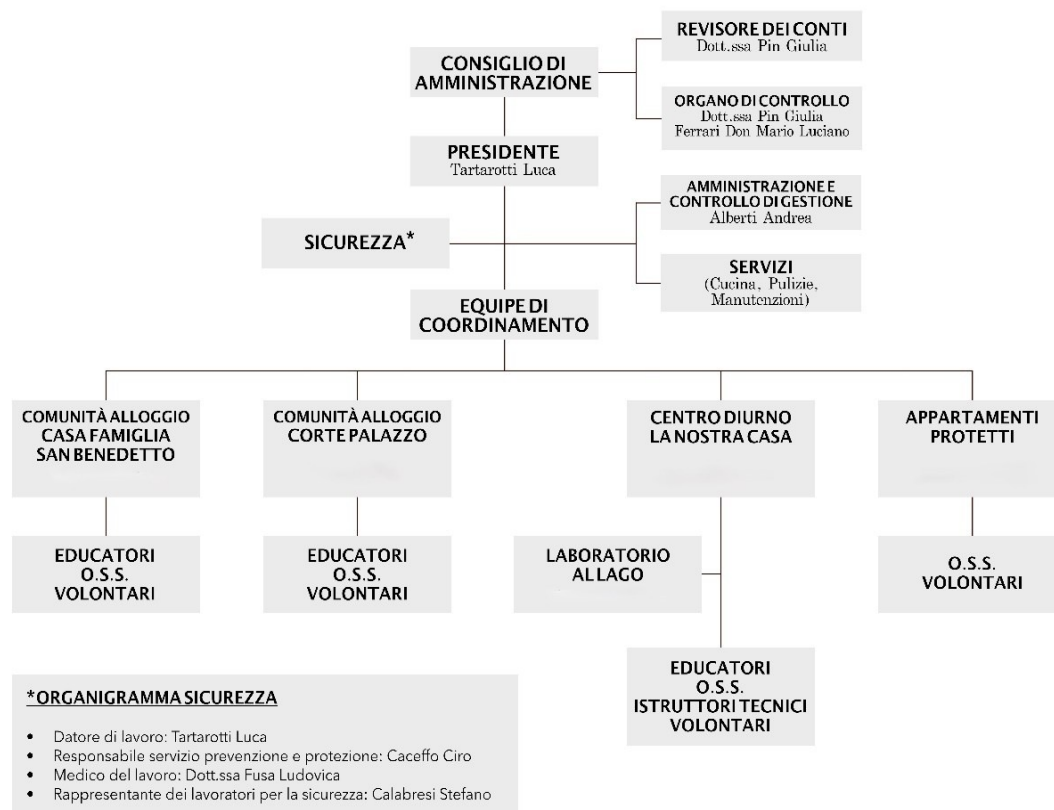 REVISORE DEI CONTI
Dott.ssa Pin Giulia
CONSIGLIO DI
AMMINISTRAZIONE
ORGANO DI CONTROLLO
Dott.ssa Pin Giulia
Ferrari Don Mario Luciano
PRESIDENTE
Tartarotti Luca
AMMINISTRAZIONE E
CONTROLLO DI GESTIONE
Alberti Andrea
SICUREZZA*
SERVIZI
(Cucina, Pulizie,
Manutenzioni)
EQUIPE DI
COORDINAMENTO
COMUNITÀ ALLOGGIO
CASA FAMIGLIA
SAN BENEDETTO
COMUNITÀ ALLOGGIO
CORTE PALAZZO
CENTRO DIURNO
LA NOSTRA CASA
APPARTAMENTI
PROTETTI
EDUCATORI
O.S.S.
VOLONTARI
EDUCATORI
O.S.S.
VOLONTARI
LABORATORIO
AL LAGO
O.S.S.
VOLONTARI
EDUCATORI
O.S.S.
ISTRUTTORI TECNICI
VOLONTARI
*ORGANIGRAMMA SICUREZZA
• Datore di lavoro: Tartarotti Luca
• Responsabile servizio prevenzione e protezione: Caceffo Ciro
• Medico del lavoro: Dott.ssa Fusa Ludovica
• Rappresentante dei lavoratori per la sicurezza: Calabresi Stefano